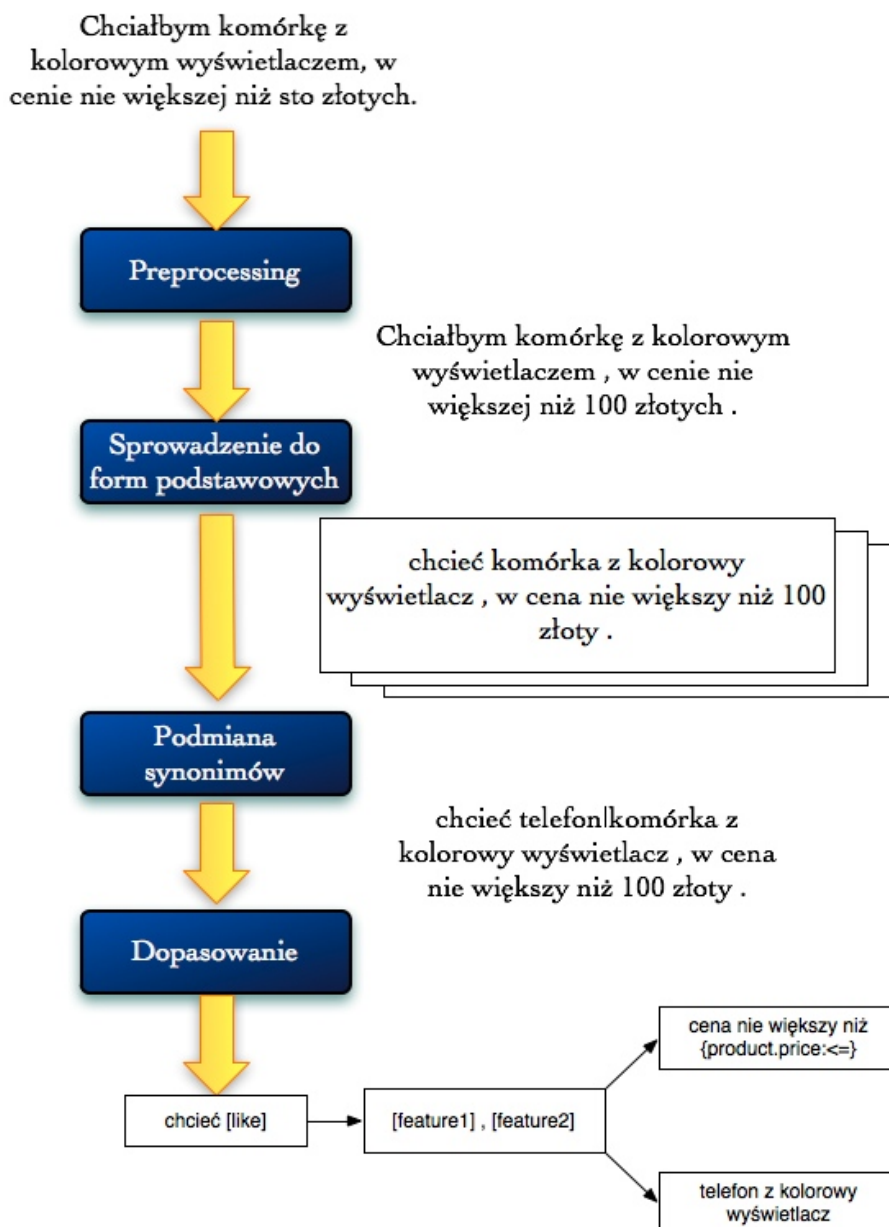 Chciałbym komórkę z
kolorowym wyświetlaczem, w
cenie nie większej niż sto złotych.
Preprocessing
Chciałbym komórkę z kolorowym
wyświetlaczem , w cenie nie
większej niż 100 złotych .
Sprowadzenie do
form podstawowych
chcieć komórka z kolorowy
wyświetlacz , w cena nie większy niż 100
złoty .
Podmiana
synonimów
chcieć telefon|komórka z
kolorowy wyświetlacz , w cena
nie większy niż 100 złoty .
Dopasowanie
cena nie większy niż
{product.price:<=}
chcieć [like]
[feature1] , [feature2]
telefon z kolorowy
wyświetlacz